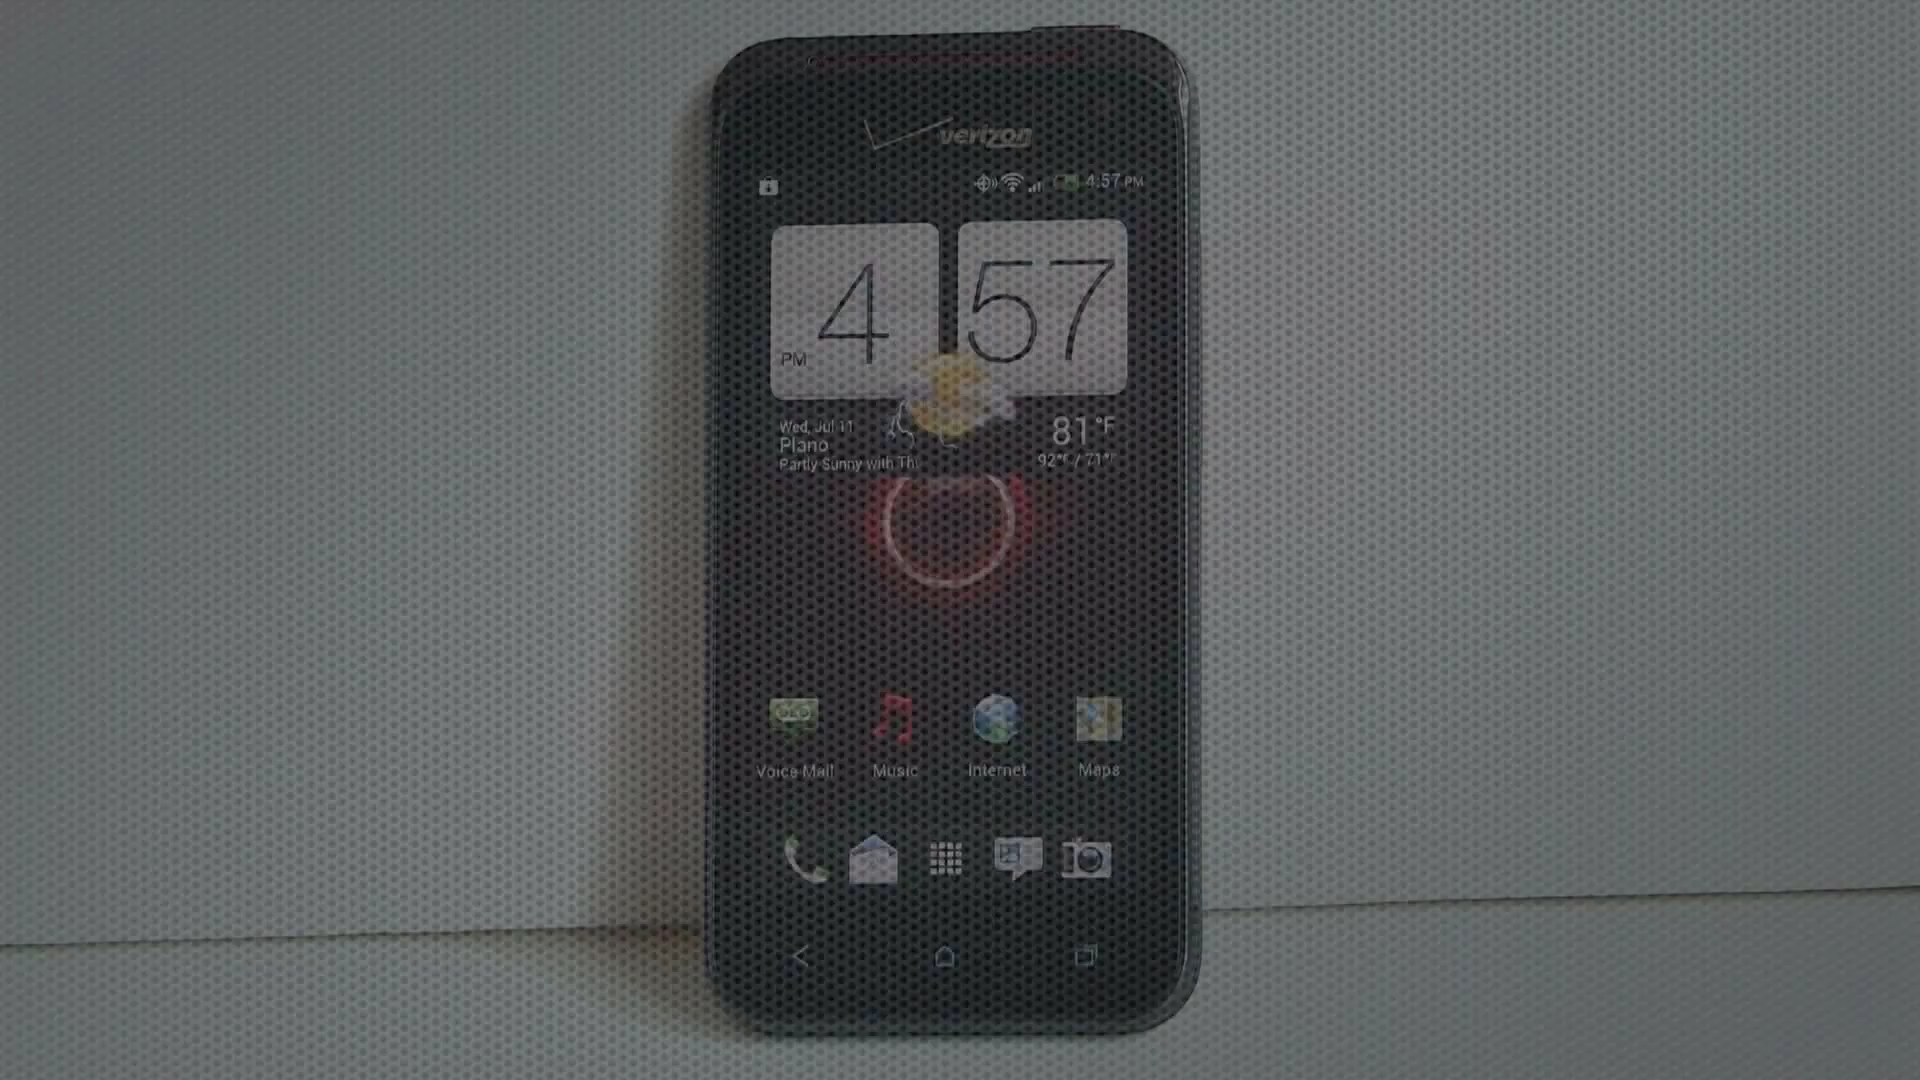 verizon
4:57 PM
PM 4 57
Wed, Jul 11
Plano
81°F
Partly Sunny with Th
92°F / 71°F
Voice Mail Music Internet Maps